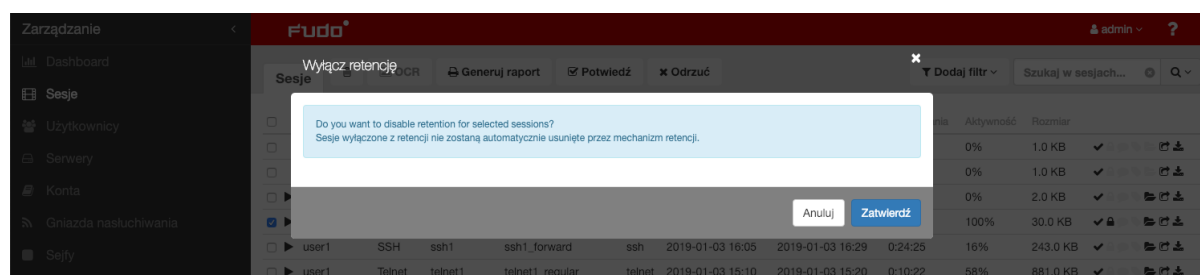 Zarządzanie
Fudo
admin
?
Dashboard
Wyłącz retencję
Sesje
OCR
Generuj raport
Potwiedź
Odrzuć
Dodaj filtr
Szukaj w sesjach...
Sesje
Do you want to disable retention for selected sessions?
Sesje wyłączone z retencji nie zostaną automatycznie usunięte przez mechanizm retencji.
Użytkownicy
Aktywność
Rozmiar
0% 1.0 KB
Serwery
0% 1.0 KB
Konta
0% 2.0 KB
Anuluj
Zatwierdź
Gniazda nasłuchiwania
100% 30.0 KB
Sejfy
user1 SSH ssh1 ssh1_forward ssh 2019-01-03 16:05 2019-01-03 16:29 0:24:25 16% 243.0 KB
user1 Telnet telnet1 telnet1_regular telnet 2019-01-03 15:10 2019-01-03 15:20 0:10:22 58% 881.0 KB